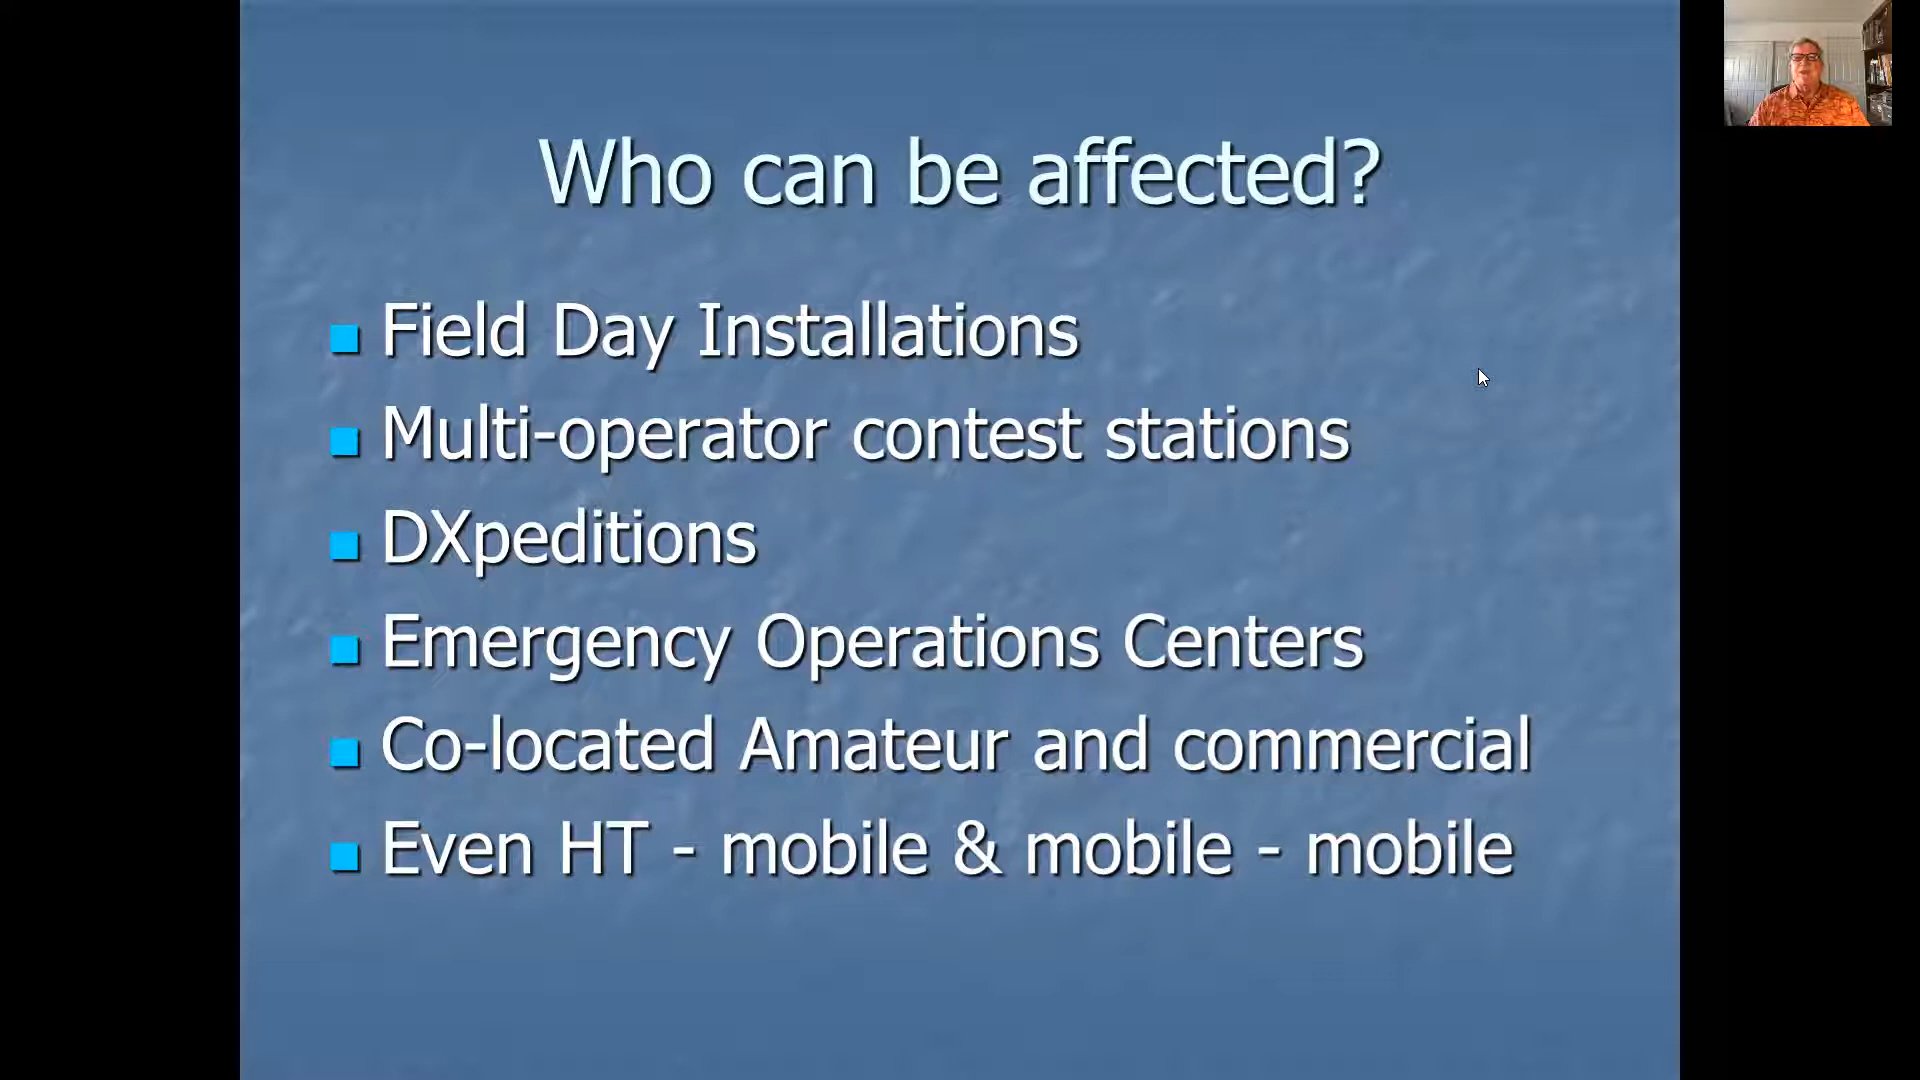 Who can be affected?
Field Day Installations
Multi-operator contest stations
DXpeditions
Emergency Operations Centers
Co-located Amateur and commercial
Even HT - mobile & mobile - mobile